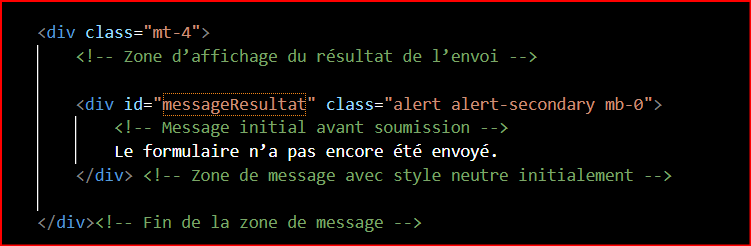 <div class="mt-4">
<!-- Zone d’affichage du résultat de l’envoi -->
<div id="messageResultat" class="alert alert-secondary mb-0">
<!-- Message initial avant soumission -->
Le formulaire n’a pas encore été envoyé.
</div> <!-- Zone de message avec style neutre initialement -->
</div><!-- Fin de la zone de message -->